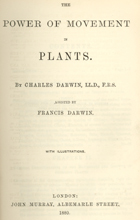 THE
POWER OF MOVEMENT
IN
PLANTS.
BY CHARLES DARWIN, LL.D., F.R.S.
ASSISTED BY
FRANCIS DARWIN.
WITH ILLUSTRATIONS.
LONDON:
JOHN MURRAY, ALBEMARLE STREET,
1880.